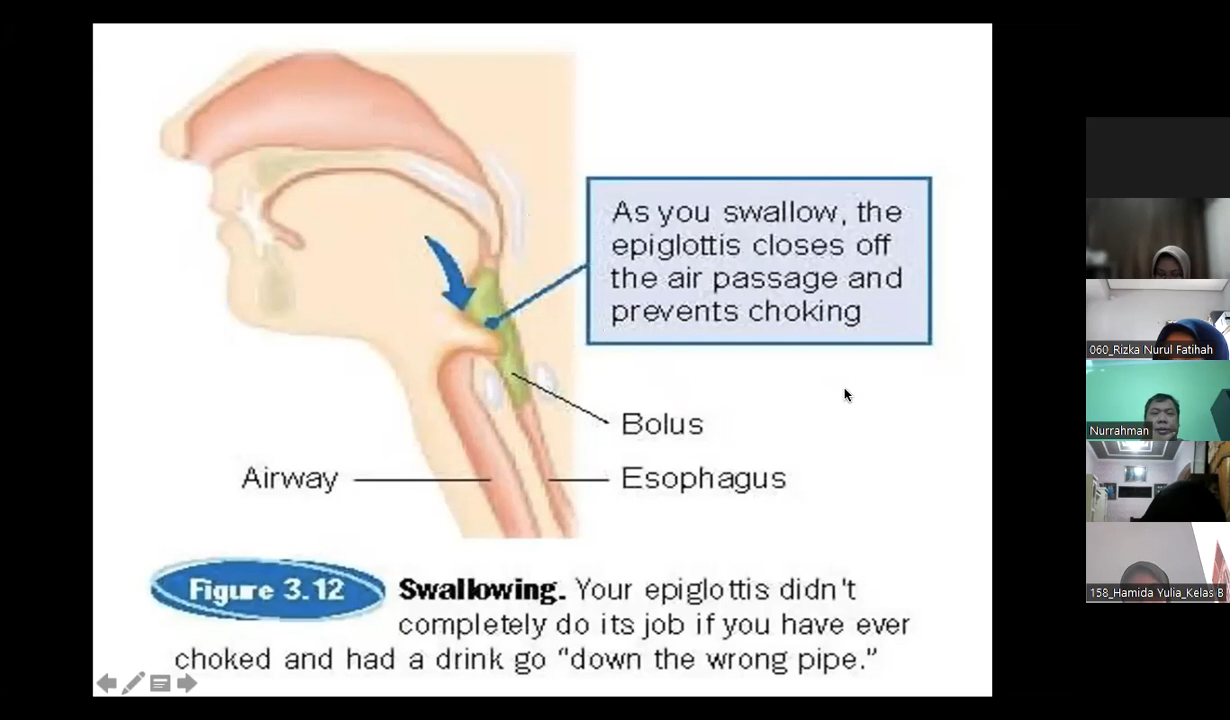 As you swallow, the
epiglottis closes off
the air passage and
prevents choking
Bolus
Airway
Esophagus
Figure 3.12
Swallowing. Your epiglottis didn't
completely do its job if you have ever
choked and had a drink go “down the wrong pipe.”
060_Rizka Nurul Fatihah
Nurrahman
158_Hamida Yulia_Kelas B